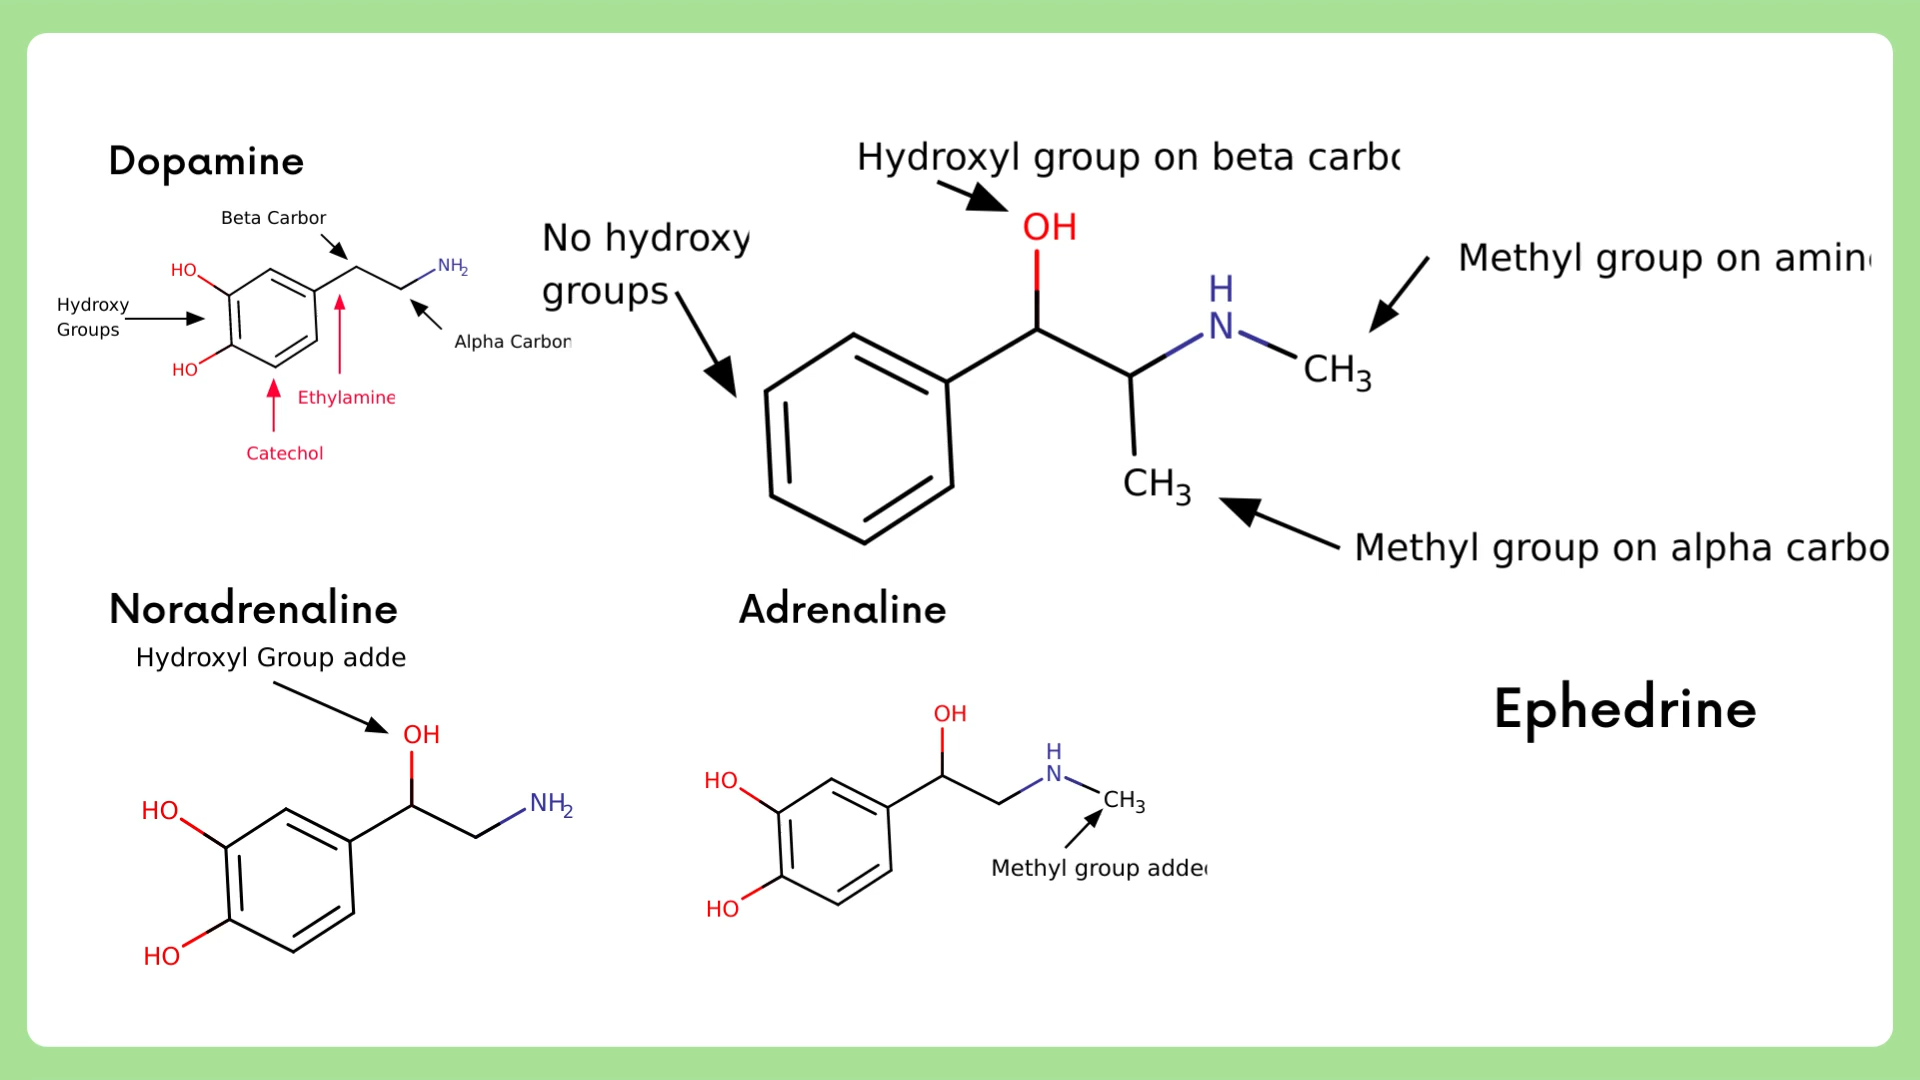 Dopamine
Beta Carbor
HO
NH2
Hydroxy
Groups
Alpha Carbon
HO
Ethylamine
Catechol
Hydroxyl group on beta carbo
No hydroxy
groups
OH
Methyl group on amine
H
N
CH3
CH3
Methyl group on alpha carbo
Noradrenaline
Hydroxyl Group adde
OH
HO
NH2
HO
Adrenaline
OH
H
N
HO
CH3
Methyl group added
HO
Ephedrine